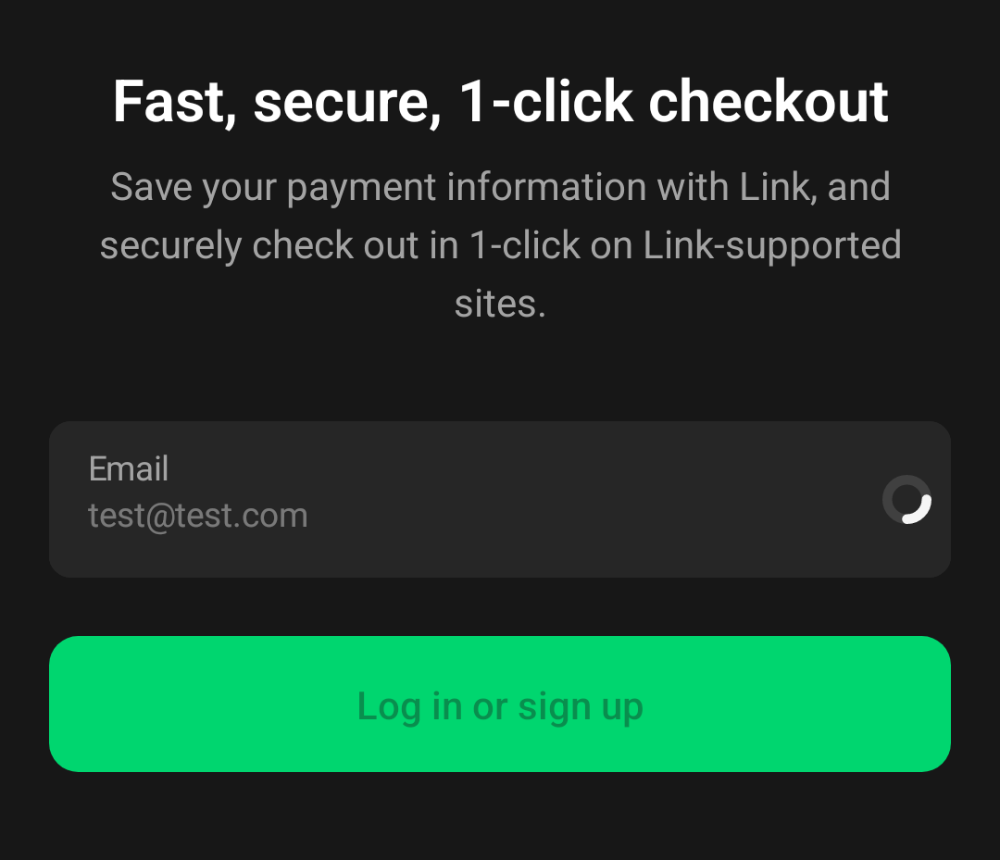 Fast, secure, 1-click checkout
Save your payment information with Link, and
securely check out in 1-click on Link-supported
sites.
Email
test@test.com
Log in or sign up